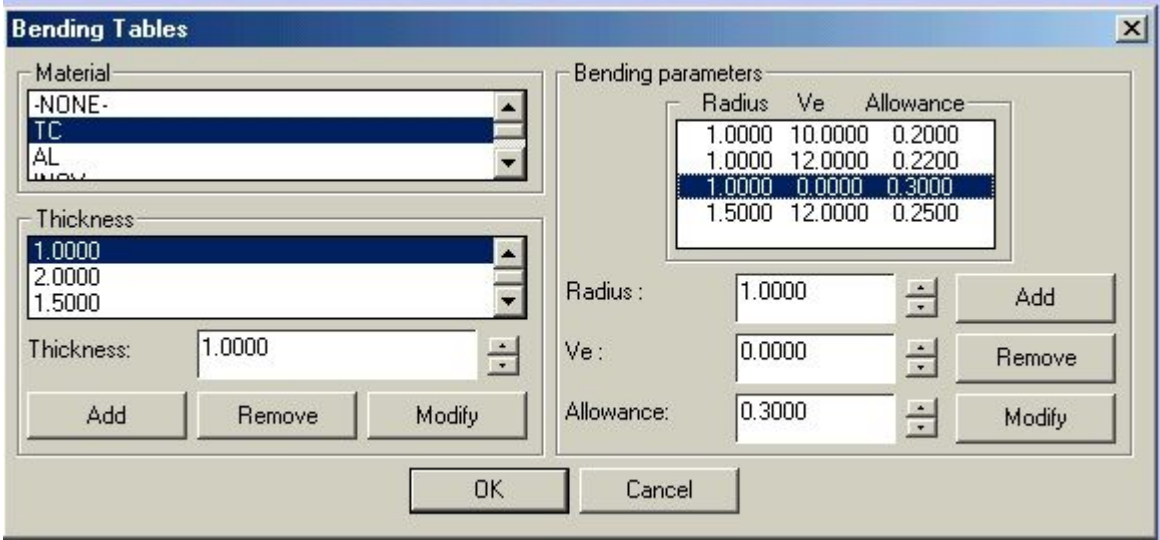 Bending Tables
Material
-NONE-
TC
AL
Thickness
1.0000
2.0000
1.5000
Thickness: 1.0000
Add Remove Modify
Bending parameters
Radius Ve Allowance
1.0000 10.0000 0.2000
1.0000 12.0000 0.2200
1.0000 0.0000 0.3000
1.5000 12.0000 0.2500
Radius : 1.0000 Add
Ve : 0.0000 Remove
Allowance: 0.3000 Modify
OK Cancel